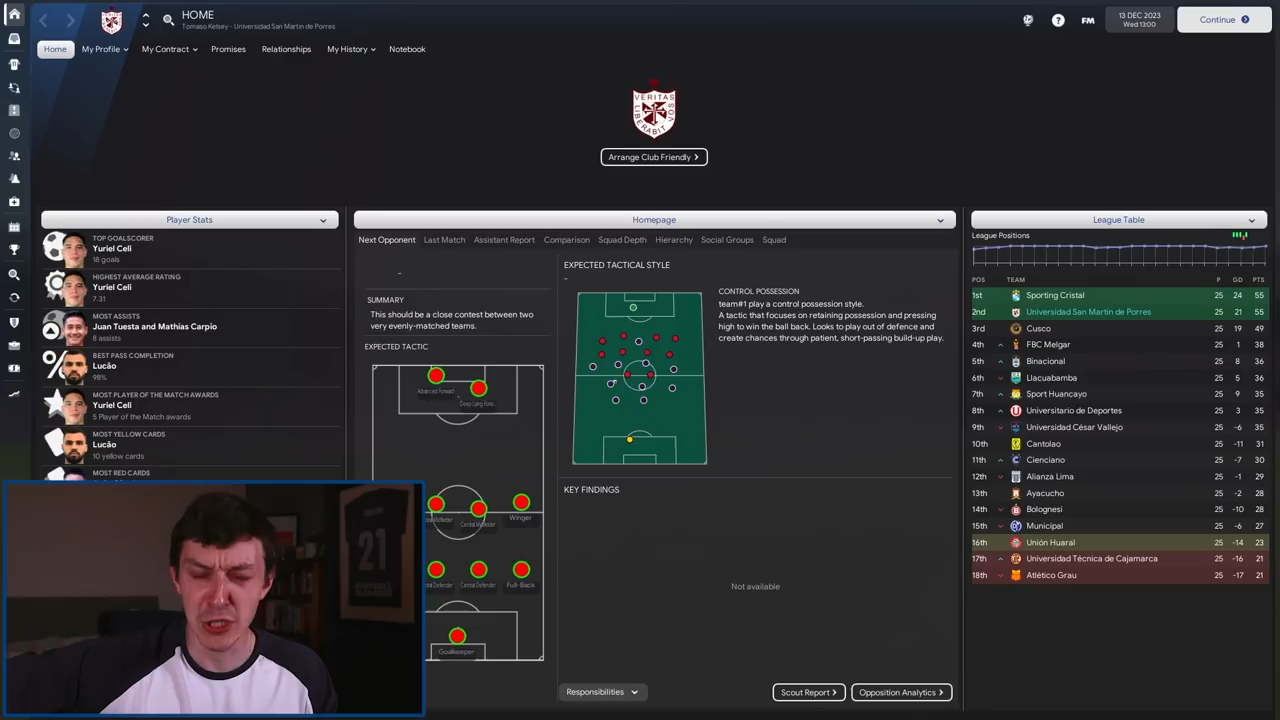 HOME
Tomaso Kelsey - Universidad San Martín de Porres
FM
13 DEC 2023
Wed 13:00
Continue
Home
My Profile
My Contract
Promises
Relationships
My History
Notebook
VERITAS
LIBERABIT VOS
Arrange Club Friendly
Player Stats
TOP GOALSCORER
Yuriel Celi
18 goals
HIGHEST AVERAGE RATING
Yuriel Celi
7.31
MOST ASSISTS
Juan Tuesta and Mathías Carpio
8 assists
BEST PASS COMPLETION
Lucão
98%
MOST PLAYER OF THE MATCH AWARDS
Yuriel Celi
5 Player of the Match awards
MOST YELLOW CARDS
Lucão
10 yellow cards
MOST RED CARDS
21
Homepage
Next Opponent
Last Match
Assistant Report
Comparison
Squad Depth
Hierarchy
Social Groups
Squad
-
SUMMARY
This should be a close contest between two
very evenly-matched teams.
EXPECTED TACTIC
Advanced Forward
Deep Lying Forw...
Central Midfielder
Winger
Central Defender
Full-Back
Goalkeeper
EXPECTED TACTICAL STYLE
-
CONTROL POSSESSION
team#1 play a control possession style.
A tactic that focuses on retaining possession and pressing
high to win the ball back. Looks to play out of defence and
create chances through patient, short-passing build-up play.
KEY FINDINGS
Not available
Responsibilities
Scout Report
Opposition Analytics
League Table
League Positions
POS TEAM P GD PTS
1st Sporting Cristal 25 24 55
2nd Universidad San Martín de Porres 25 21 55
3rd Cusco 25 19 49
4th FBC Melgar 25 1 38
5th Binacional 25 8 36
6th Llacuabamba 25 5 36
7th Sport Huancayo 25 9 35
8th Universitario de Deportes 25 3 35
9th Universidad César Vallejo 25 -6 35
10th Cantolao 25 -11 31
11th Cienciano 25 -7 30
12th Alianza Lima 25 -1 29
13th Ayacucho 25 -2 28
14th Bolognesi 25 -10 28
15th Municipal 25 -6 27
16th Unión Huaral 25 -14 23
17th Universidad Técnica de Cajamarca 25 -16 21
18th Atlético Grau 25 -17 21